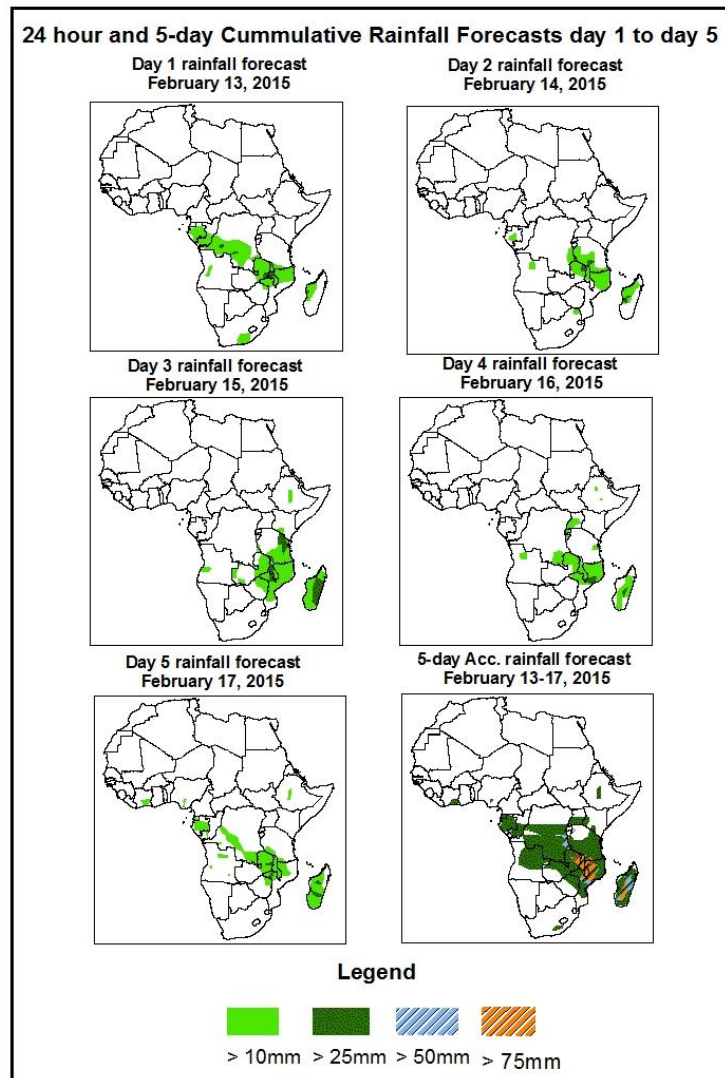 24 hour and 5-day Cummulative Rainfall Forecasts day 1 to day 5
Day 1 rainfall forecast
February 13, 2015
Day 2 rainfall forecast
February 14, 2015
Day 3 rainfall forecast
February 15, 2015
Day 4 rainfall forecast
February 16, 2015
Day 5 rainfall forecast
February 17, 2015
5-day Acc. rainfall forecast
February 13-17, 2015
Legend
> 10mm > 25mm > 50mm > 75mm